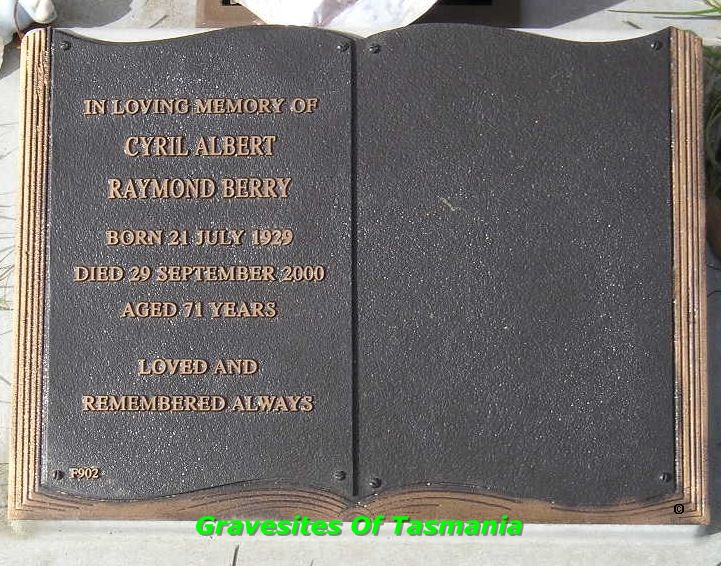 IN LOVING MEMORY OF
CYRIL ALBERT
RAYMOND BERRY
BORN 21 JULY 1929
DIED 29 SEPTEMBER 2000
AGED 71 YEARS
LOVED AND
REMEMBERED ALWAYS
F902
©
Gravesites Of Tasmania